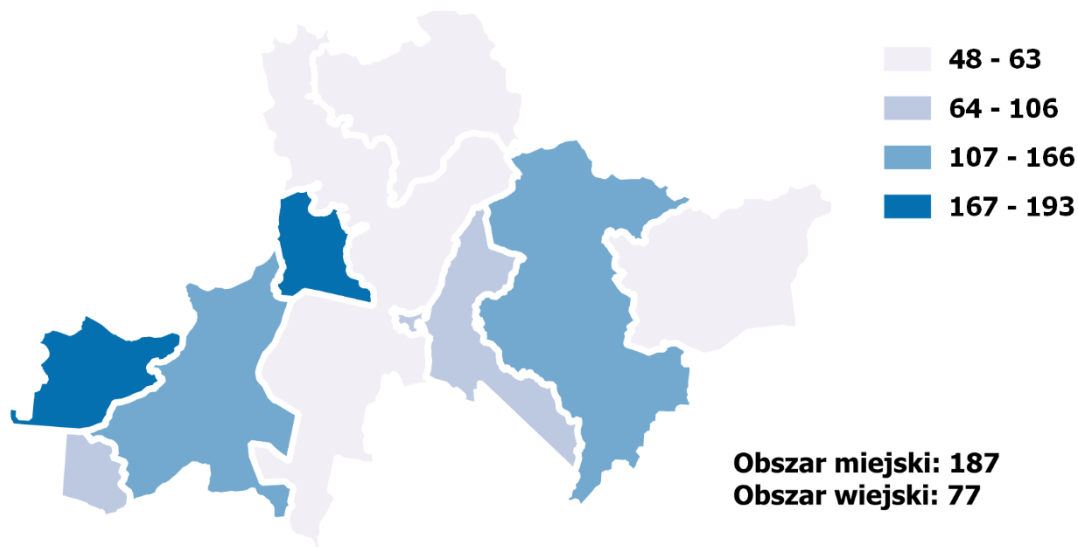 48 - 63
64 - 106
107 - 166
167 - 193
Obszar miejski: 187
Obszar wiejski: 77